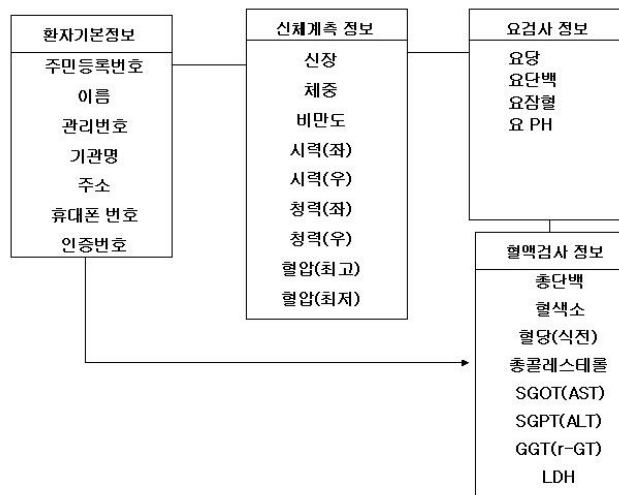 환자기본정보
주민등록번호
이름
관리번호
기관명
주소
휴대폰 번호
인증번호
신체계측 정보
신장
체중
비만도
시력(좌)
시력(우)
청력(좌)
청력(우)
혈압(최고)
혈압(최저)
요검사 정보
요당
요단백
요잠혈
요 PH
혈액검사 정보
총단백
혈색소
혈당(식전)
총콜레스테롤
SGOT(AST)
SGPT(ALT)
GGT(r-GT)
LDH